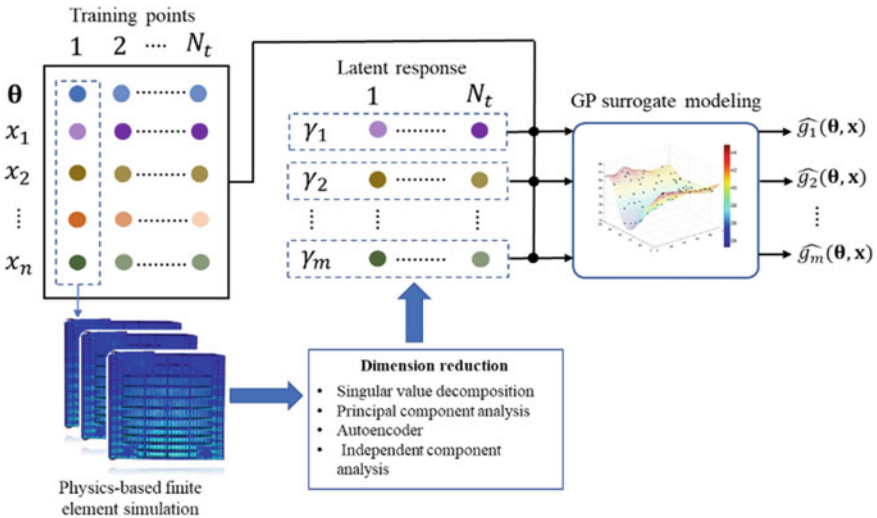 Training points
1 2 ···· N_t
θ
x_1
x_2
⋮
x_n
Latent response
1 N_t
γ_1 ·········
γ_2 ·········
⋮ ⋮ ⋮
γ_m ·········
GP surrogate modeling
ĝ_1(θ, x)
ĝ_2(θ, x)
⋮
ĝ_m(θ, x)
Dimension reduction
• Singular value decomposition
• Principal component analysis
• Autoencoder
• Independent component
analysis
Physics-based finite
element simulation